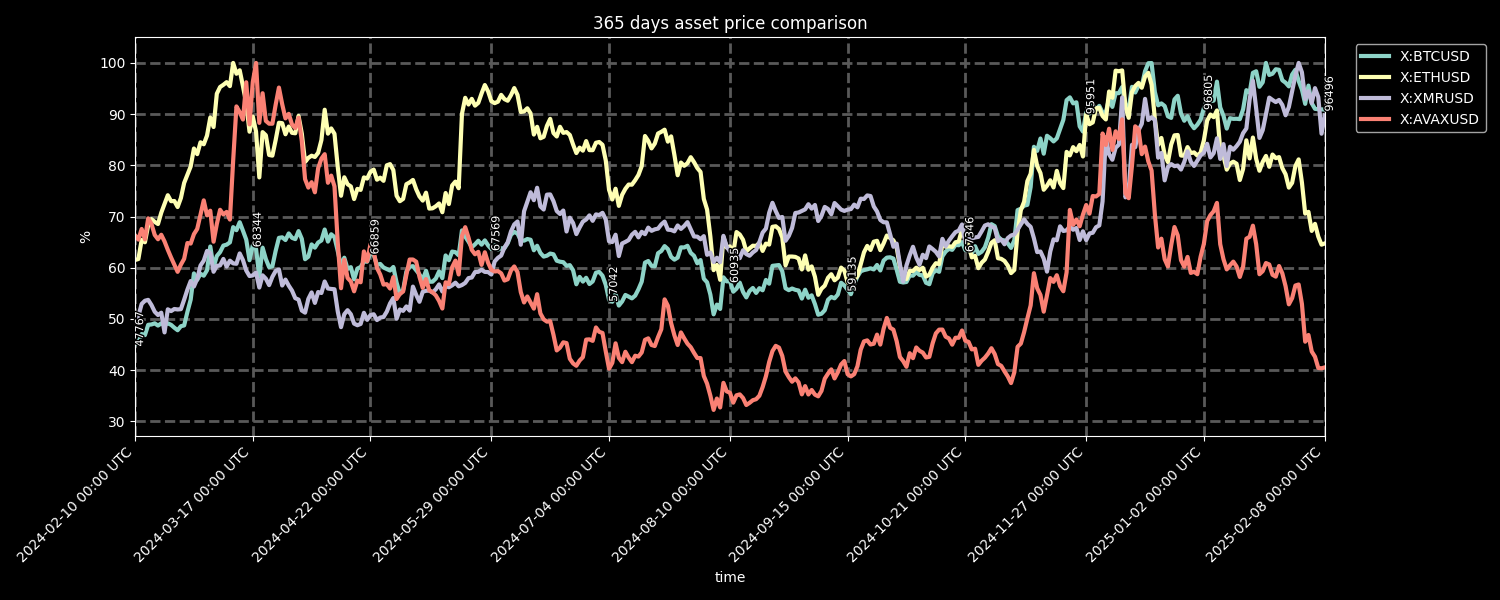 365 days asset price comparison
%
100
90
80
70
60
50
40
30
47767
68344
66859
67569
57042
60935
59135
67346
95951
96805
96496
2024-02-10 00:00 UTC
2024-03-17 00:00 UTC
2024-04-22 00:00 UTC
2024-05-29 00:00 UTC
2024-07-04 00:00 UTC
2024-08-10 00:00 UTC
2024-09-15 00:00 UTC
2024-10-21 00:00 UTC
2024-11-27 00:00 UTC
2025-01-02 00:00 UTC
2025-02-08 00:00 UTC
time
X:BTCUSD
X:ETHUSD
X:XMRUSD
X:AVAXUSD